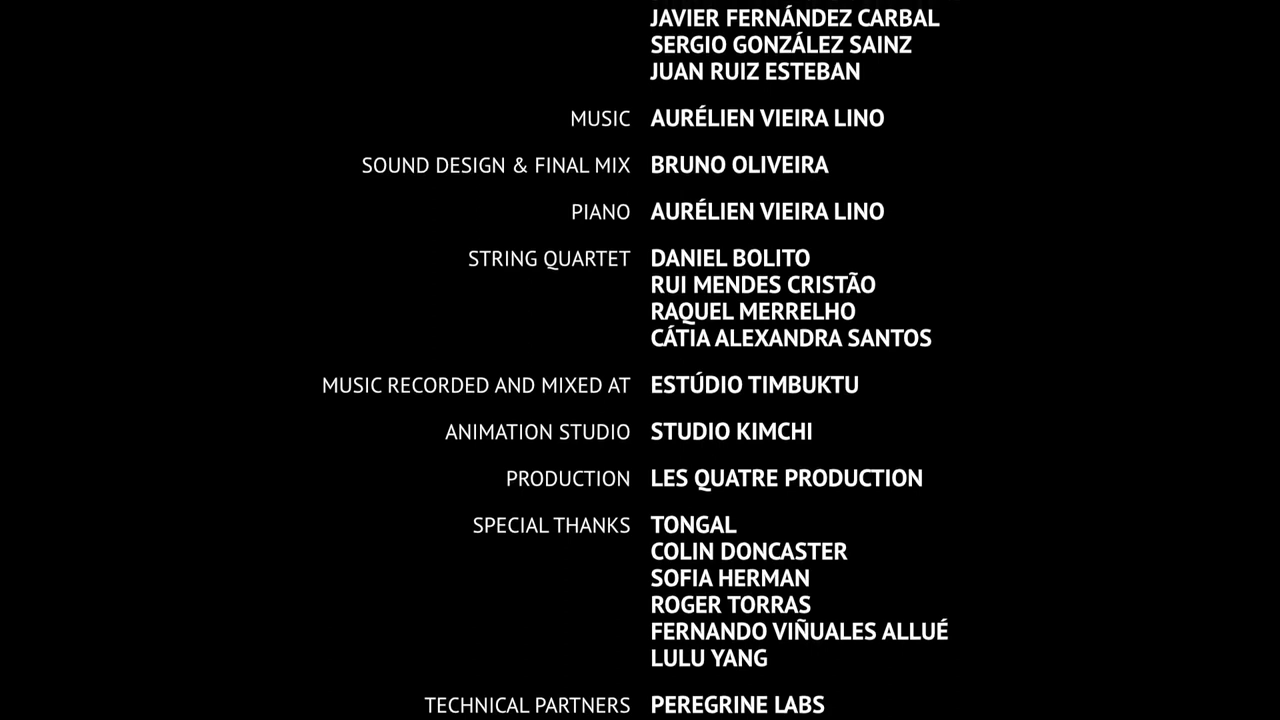 JAVIER FERNÁNDEZ CARBAL
SERGIO GONZÁLEZ SAINZ
JUAN RUIZ ESTEBAN
MUSIC AURÉLIEN VIEIRA LINO
SOUND DESIGN & FINAL MIX BRUNO OLIVEIRA
PIANO AURÉLIEN VIEIRA LINO
STRING QUARTET DANIEL BOLITO
RUI MENDES CRISTÃO
RAQUEL MERRELHO
CÁTIA ALEXANDRA SANTOS
MUSIC RECORDED AND MIXED AT ESTÚDIO TIMBUKTU
ANIMATION STUDIO STUDIO KIMCHI
PRODUCTION LES QUATRE PRODUCTION
SPECIAL THANKS TONGAL
COLIN DONCASTER
SOFIA HERMAN
ROGER TORRAS
FERNANDO VIÑUALES ALLUÉ
LULU YANG
TECHNICAL PARTNERS PEREGRINE LABS